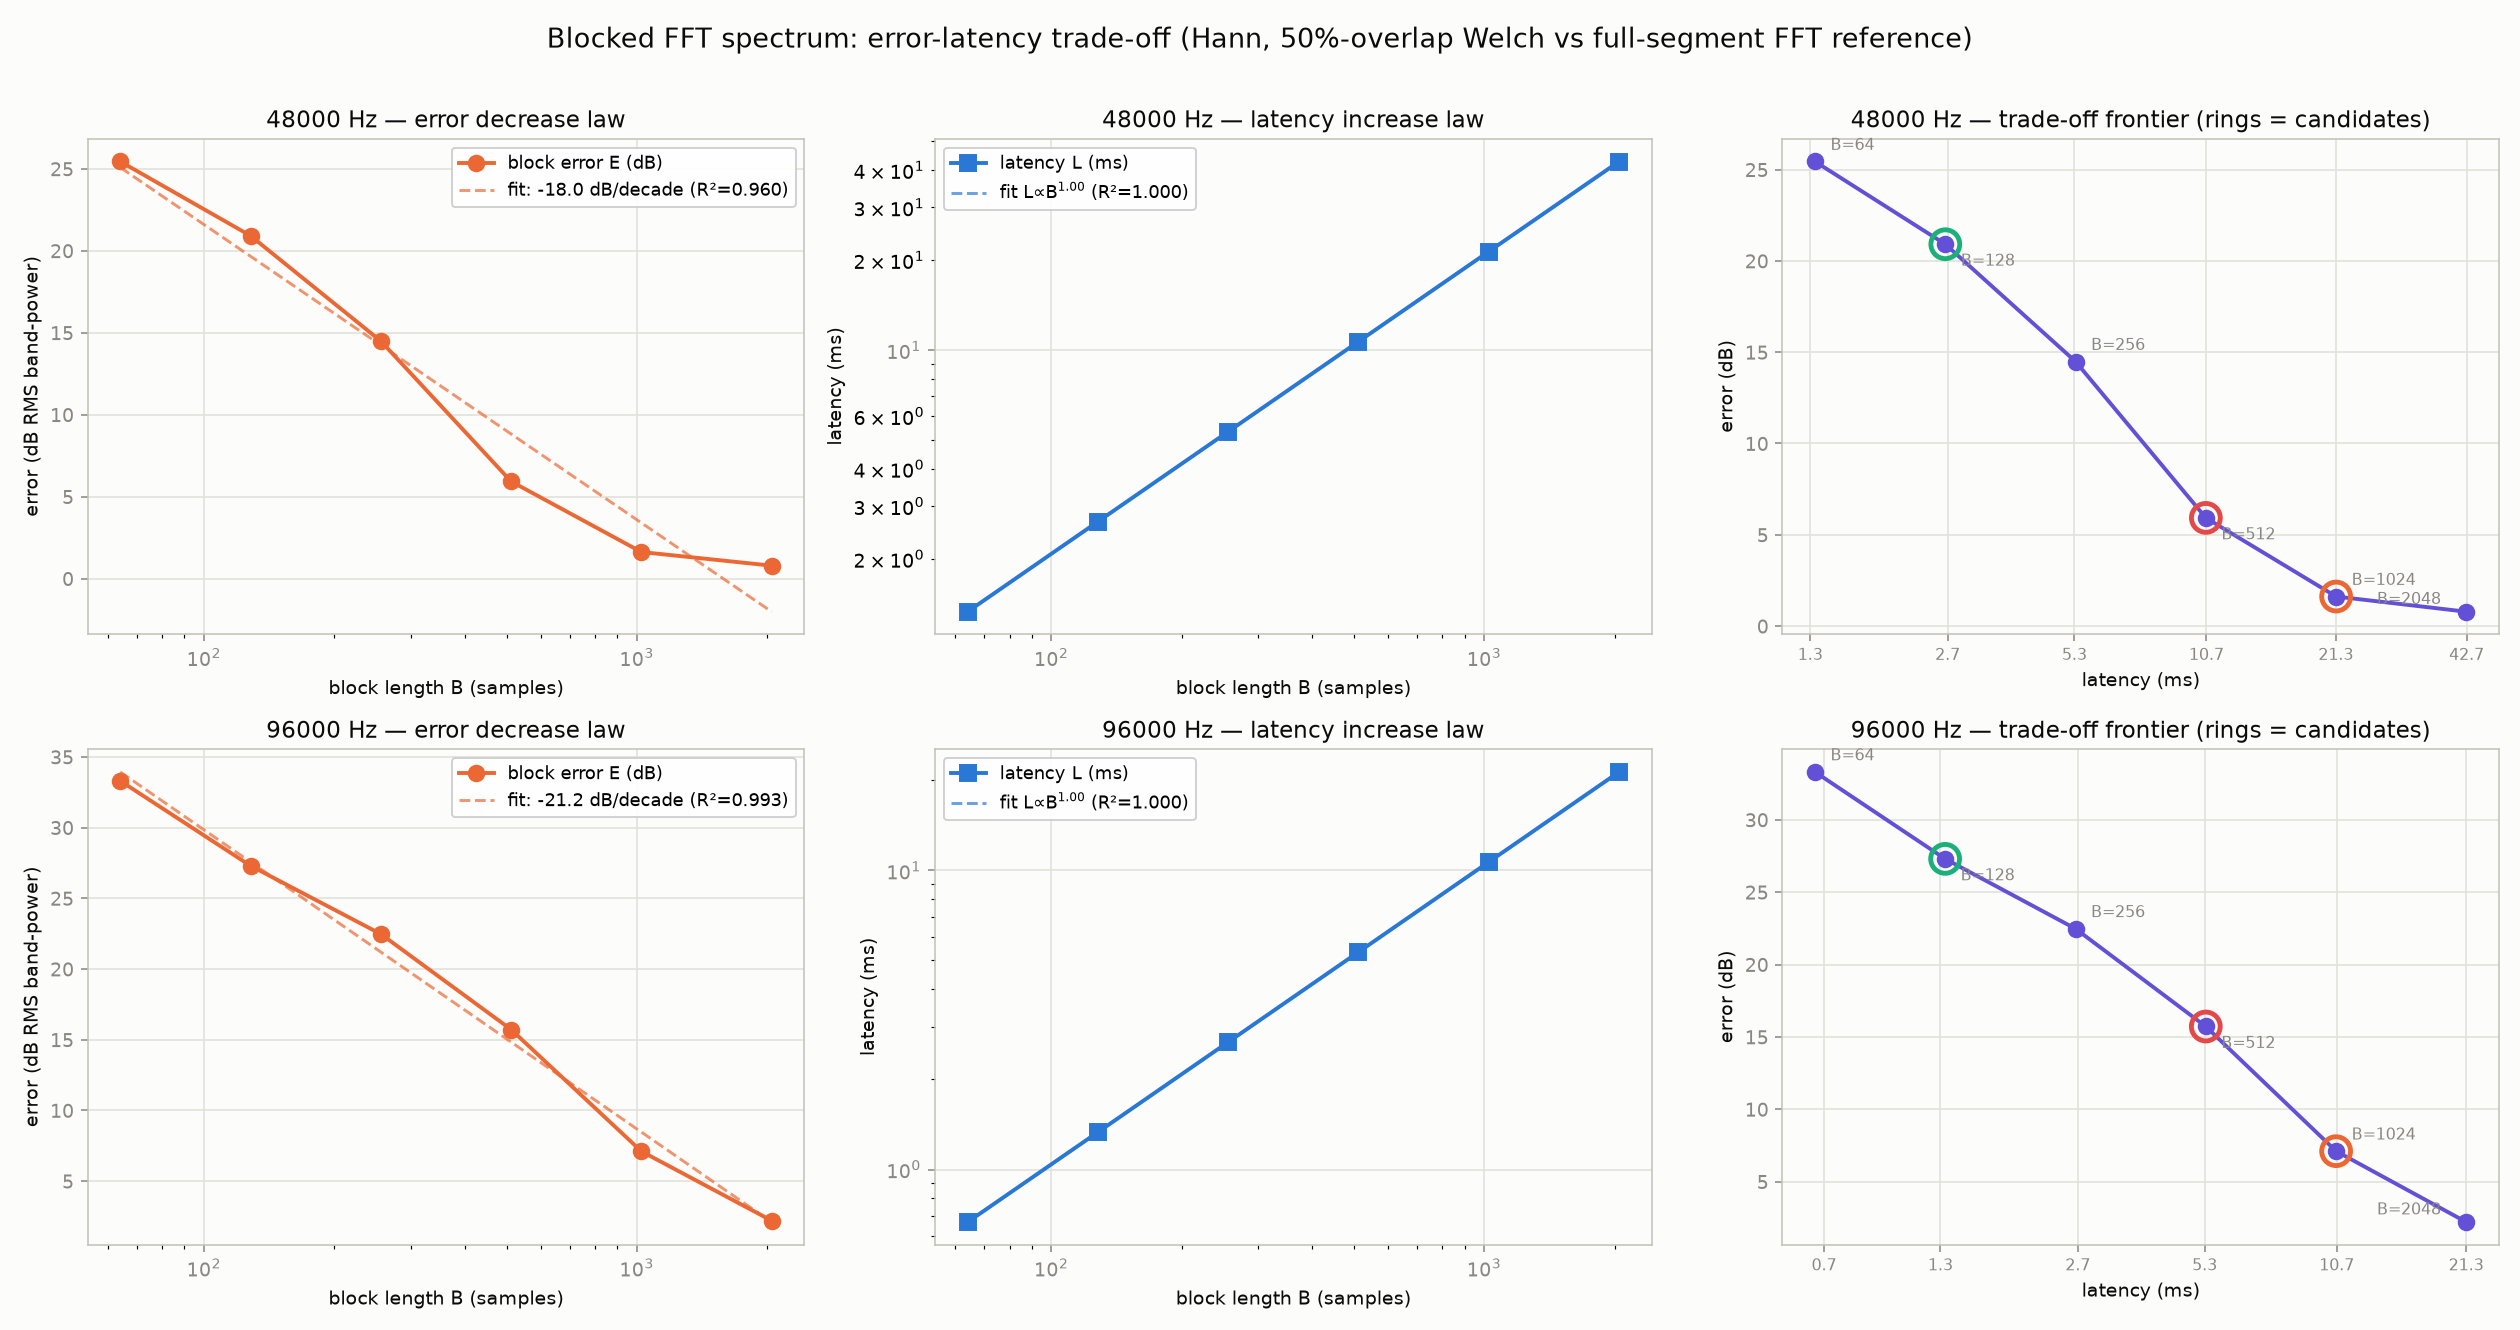 Blocked FFT spectrum: error-latency trade-off (Hann, 50%-overlap Welch vs full-segment FFT reference)
48000 Hz — error decrease law
error (dB RMS band-power)
25
20
15
10
5
0
block error E (dB)
fit: -18.0 dB/decade (R²=0.960)
10²
10³
block length B (samples)
48000 Hz — latency increase law
latency (ms)
4 × 10¹
3 × 10¹
2 × 10¹
10¹
6 × 10⁰
4 × 10⁰
3 × 10⁰
2 × 10⁰
latency L (ms)
fit L∝B¹·⁰⁰ (R²=1.000)
10²
10³
block length B (samples)
48000 Hz — trade-off frontier (rings = candidates)
error (dB)
25
20
15
10
5
0
B=64
B=128
B=256
B=512
B=1024
B=2048
1.3
2.7
5.3
10.7
21.3
42.7
latency (ms)
96000 Hz — error decrease law
error (dB RMS band-power)
35
30
25
20
15
10
5
block error E (dB)
fit: -21.2 dB/decade (R²=0.993)
10²
10³
block length B (samples)
96000 Hz — latency increase law
latency (ms)
10¹
10⁰
latency L (ms)
fit L∝B¹·⁰⁰ (R²=1.000)
10²
10³
block length B (samples)
96000 Hz — trade-off frontier (rings = candidates)
error (dB)
30
25
20
15
10
5
B=64
B=128
B=256
B=512
B=1024
B=2048
0.7
1.3
2.7
5.3
10.7
21.3
latency (ms)